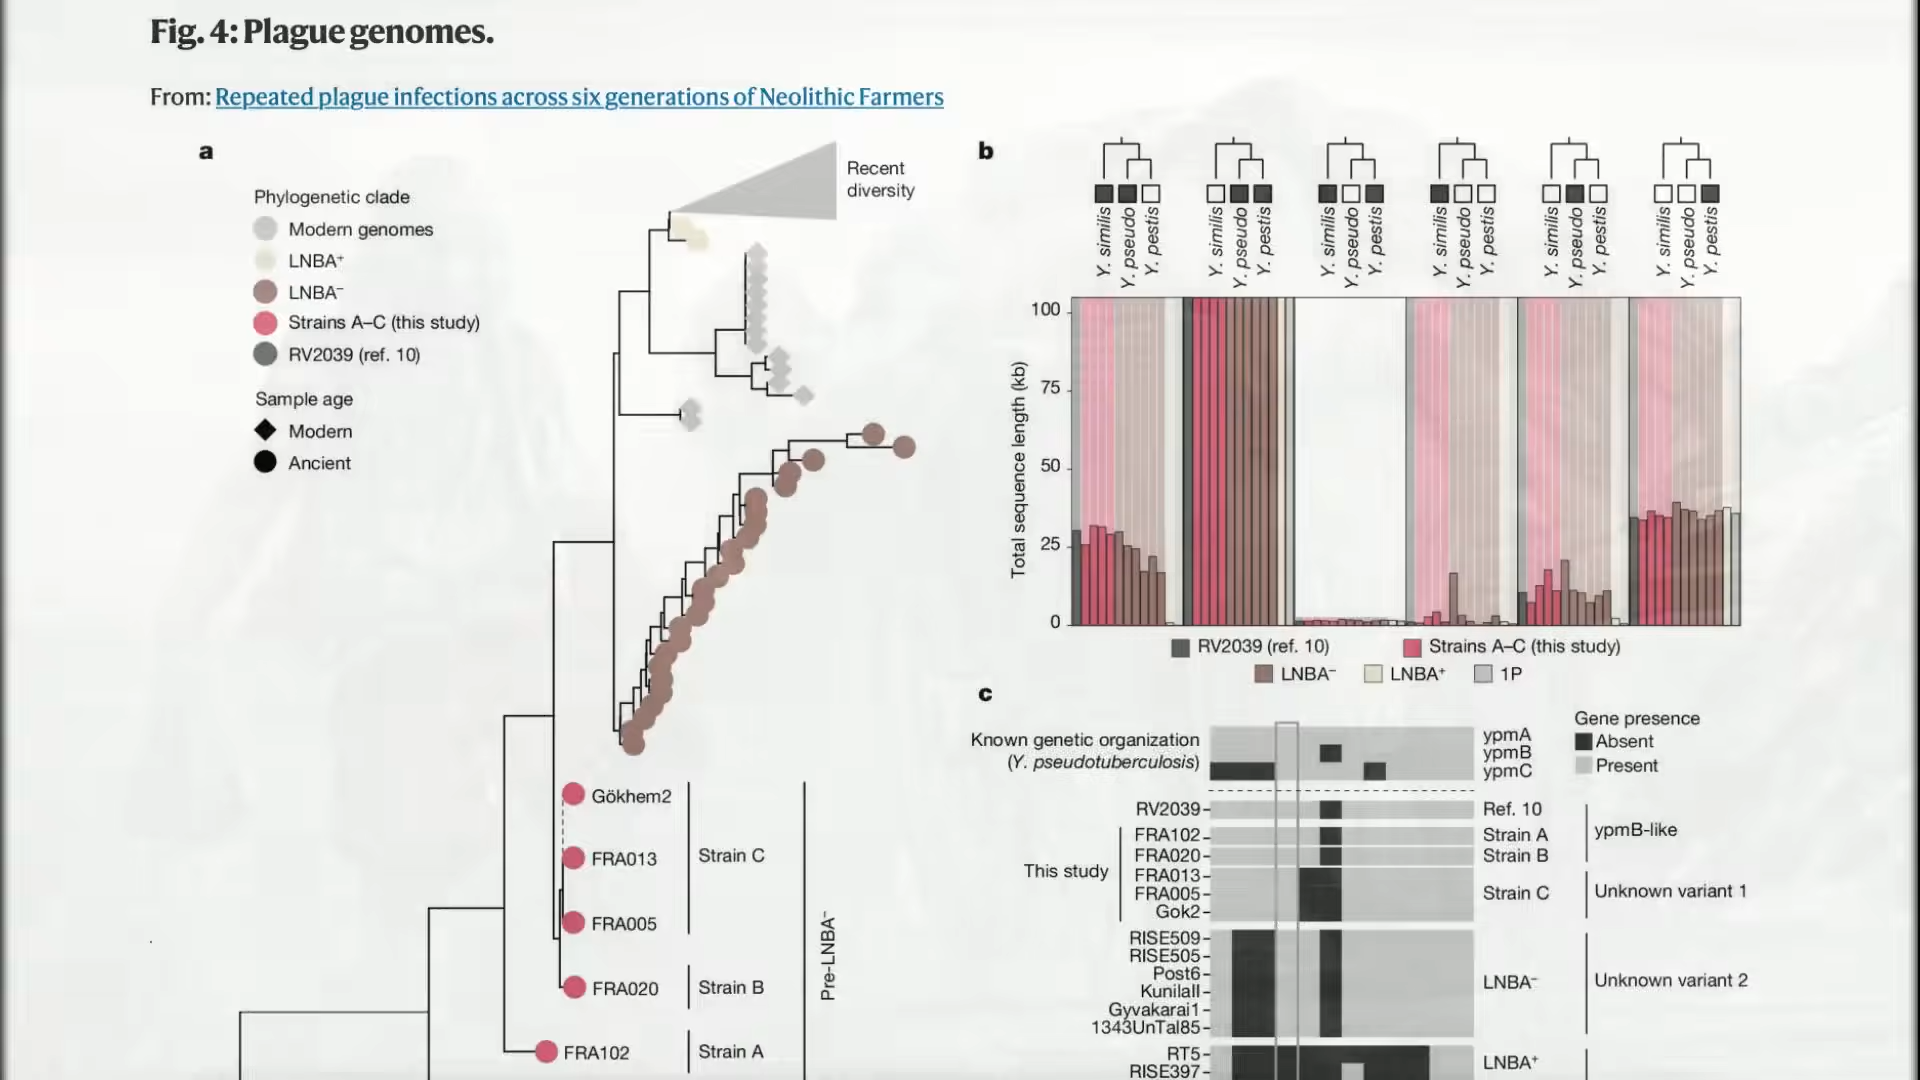 Fig. 4: Plague genomes.
From: Repeated plague infections across six generations of Neolithic Farmers
a
Phylogenetic clade
Modern genomes
LNBA⁺
LNBA⁻
Strains A–C (this study)
RV2039 (ref. 10)
Sample age
Modern
Ancient
Recent
diversity
Gökhem2
FRA013
Strain C
FRA005
FRA020
Strain B
FRA102
Strain A
Pre-LNBA⁻
b
Y. similis
Y. pseudo
Y. pestis
Y. similis
Y. pseudo
Y. pestis
Y. similis
Y. pseudo
Y. pestis
Y. similis
Y. pseudo
Y. pestis
Y. similis
Y. pseudo
Y. pestis
Y. similis
Y. pseudo
Y. pestis
Total sequence length (kb)
100
75
50
25
0
RV2039 (ref. 10)
Strains A–C (this study)
LNBA⁻
LNBA⁺
1P
c
Known genetic organization
(Y. pseudotuberculosis)
ypmA
ypmB
ypmC
Gene presence
Absent
Present
RV2039
Ref. 10
ypmB-like
This study
FRA102
Strain A
FRA020
Strain B
FRA013
FRA005
Gok2
Strain C
Unknown variant 1
RISE509
RISE505
Post6
KunilaII
Gyvakarai1
1343UnTal85
LNBA⁻
Unknown variant 2
RT5
RISE397
LNBA⁺